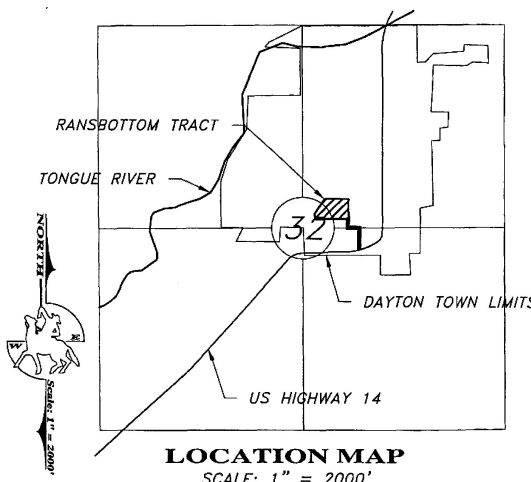 RANSBOTTOM TRACT
TONGUE RIVER
32
NORTH
W
E
DAYTON TOWN LIMITS
Scale: 1" = 2000'
US HIGHWAY 14
LOCATION MAP
SCALE: 1" = 2000'